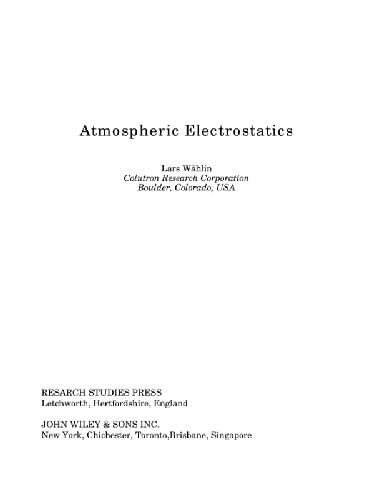 Atmospheric Electrostatics
Lars Wåhlin
Colutron Research Corporation
Boulder, Colorado, USA
RESARCH STUDIES PRESS
Letchworth, Hertfordshire, England
JOHN WILEY & SONS INC.
New York, Chichester, Toronto,Brisbane, Singapore